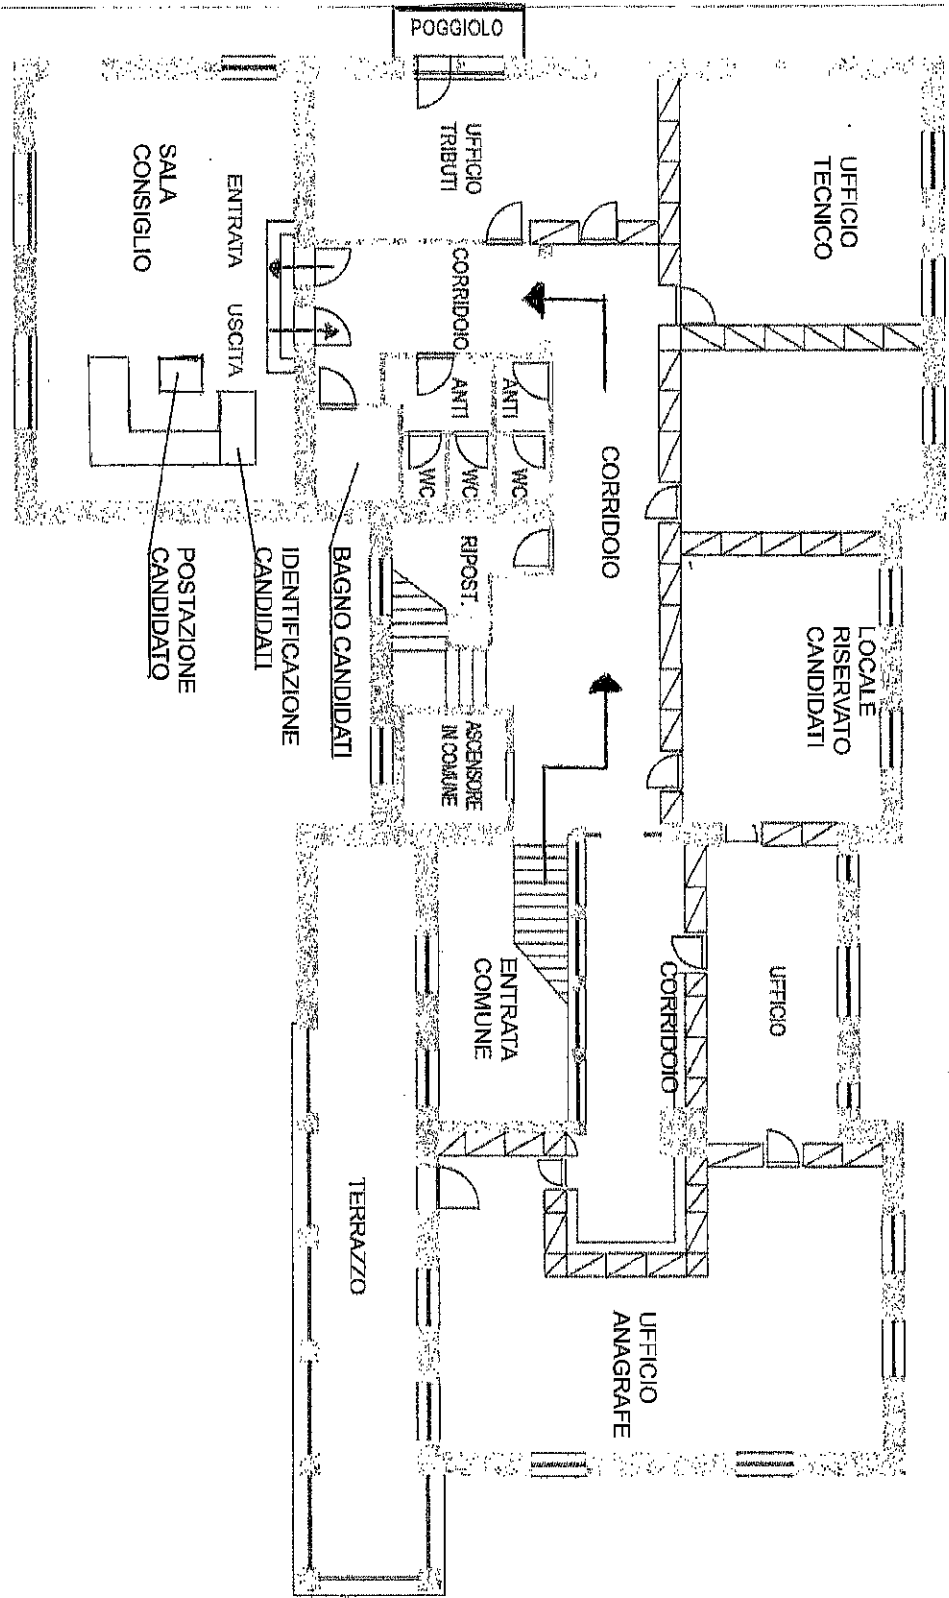 POGGIOLO
UFFICIO
TECNICO
UFFICIO
TRIBUTI
SALA
CONSIGLIO
ENTRATA
USCITA
CORRIDOIO
ANTI
ANTI
WC
WC
WC
CORRIDOIO
RIPOST.
BAGNO CANDIDATI
IDENTIFICAZIONE
CANDIDATI
POSTAZIONE
CANDIDATO
LOCALE
RISERVATO
CANDIDATI
ASCENSORE
IN COMUNE
ENTRATA
COMUNE
CORRIDOIO
UFFICIO
TERRAZZO
UFFICIO
ANAGRAFE